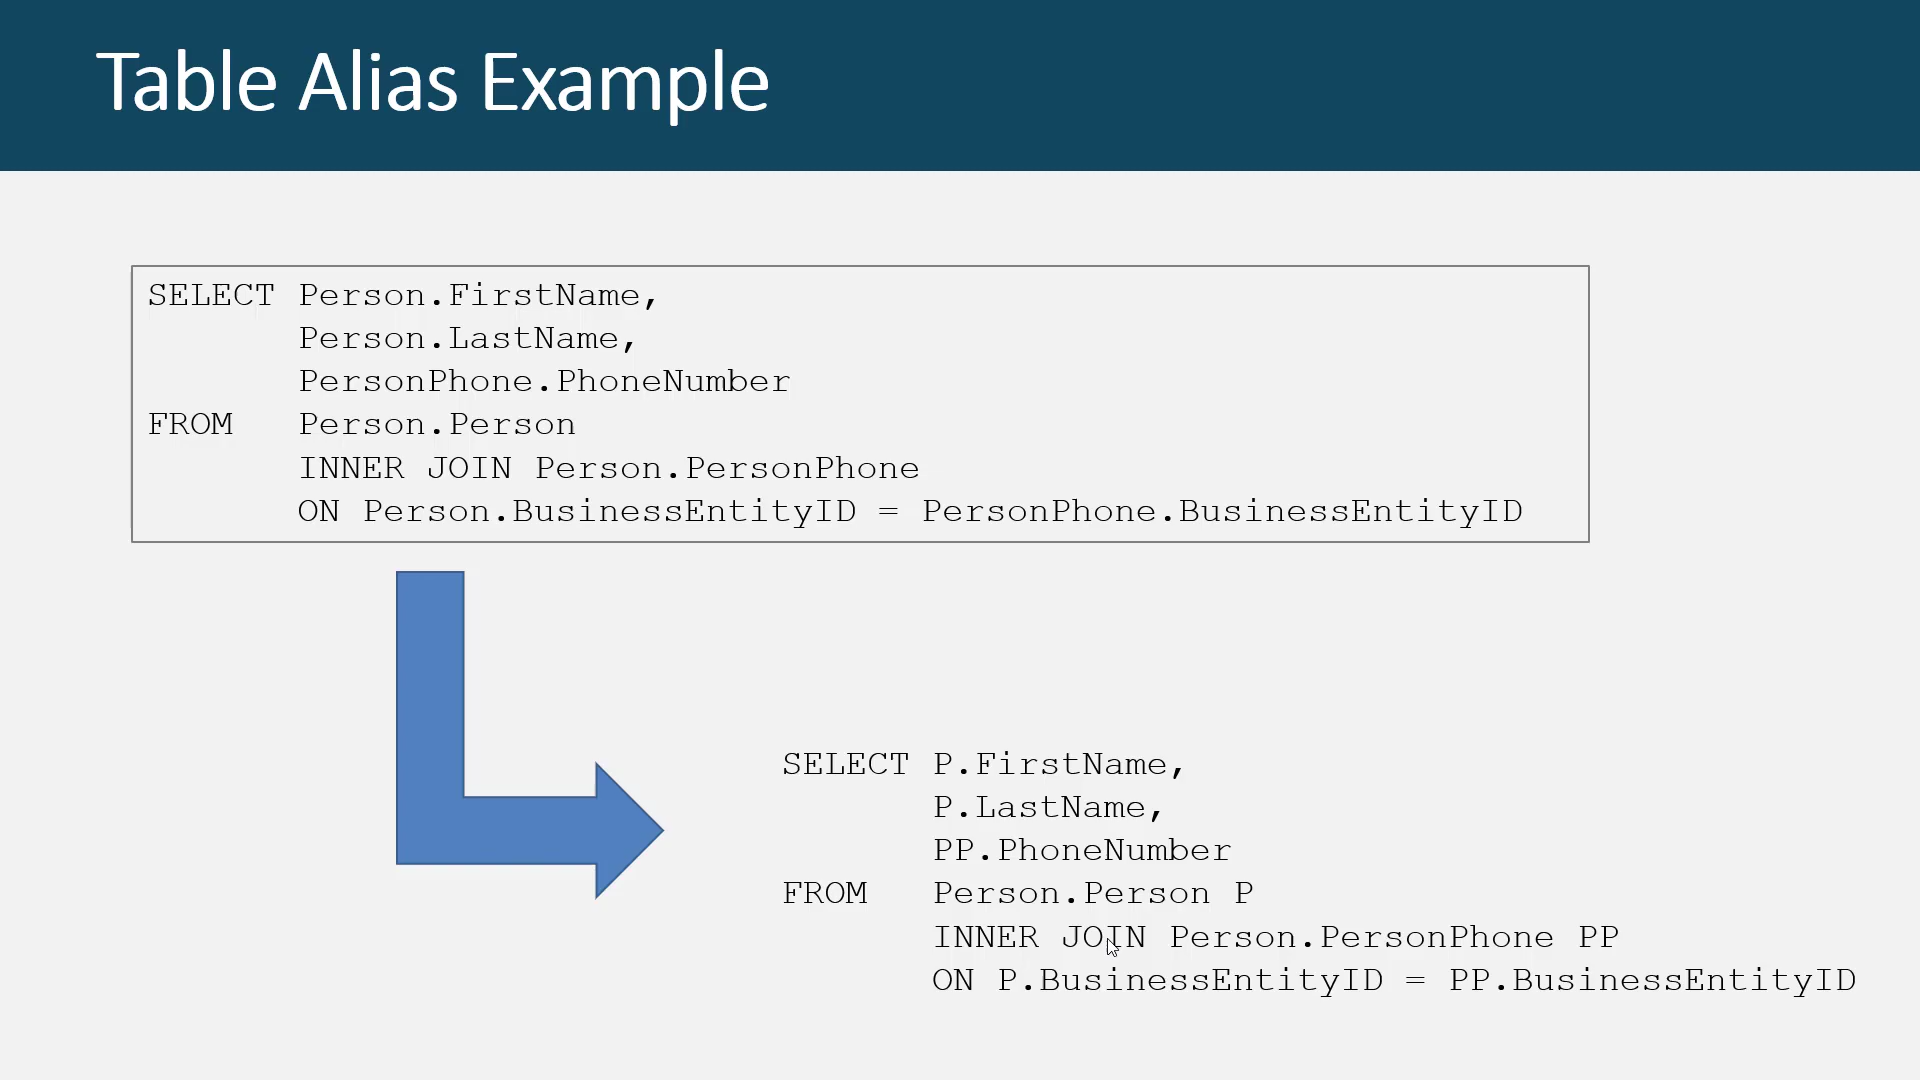 Table Alias Example
SELECT Person.FirstName,
Person.LastName,
PersonPhone.PhoneNumber
FROM Person.Person
INNER JOIN Person.PersonPhone
ON Person.BusinessEntityID = PersonPhone.BusinessEntityID
SELECT P.FirstName,
P.LastName,
PP.PhoneNumber
FROM Person.Person P
INNER JOIN Person.PersonPhone PP
ON P.BusinessEntityID = PP.BusinessEntityID